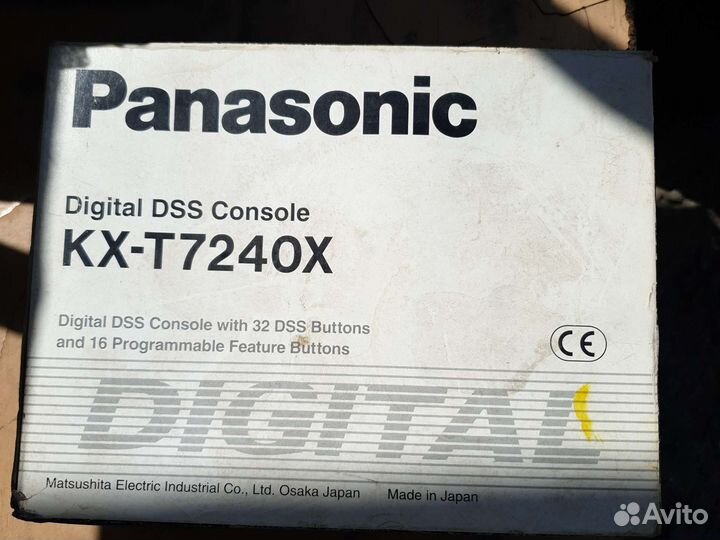 Panasonic
Digital DSS Console
KX-T7240X
Digital DSS Console with 32 DSS Buttons
and 16 Programmable Feature Buttons
CE
DIGITAL
Matsushita Electric Industrial Co., Ltd. Osaka Japan Made in Japan
Avito